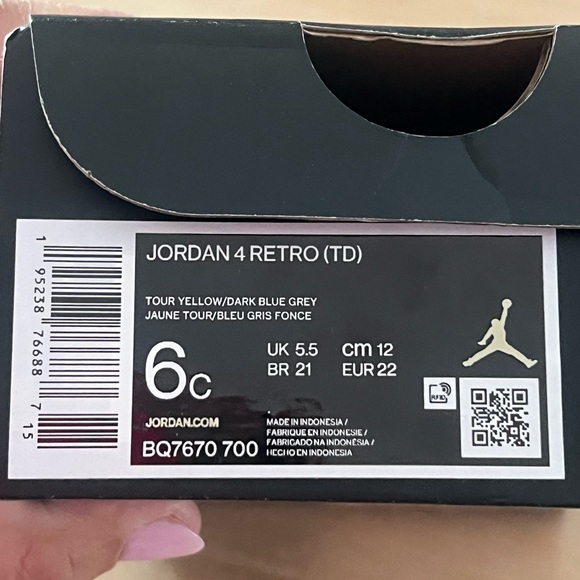 JORDAN 4 RETRO (TD)
TOUR YELLOW/DARK BLUE GREY
JAUNE TOUR/BLEU GRIS FONCE
6C
UK 5.5 cm 12
BR 21 EUR 22
RFID
JORDAN.COM
BQ7670 700
MADE IN INDONESIA /
FABRIQUE EN INDONESIE /
FABRICADO NA INDONÉSIA /
HECHO EN INDONESIA
1 95238 76688 7 15